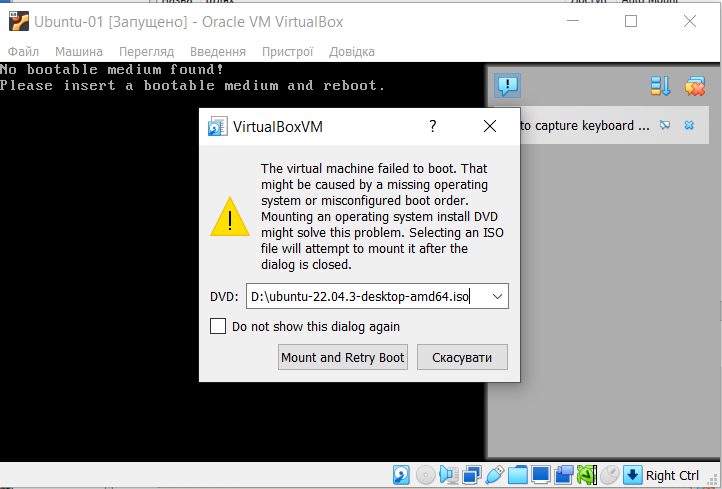 Ubuntu-01 [Запущено] - Oracle VM VirtualBox
Файл Машина Перегляд Введення Пристрої Довідка
No bootable medium found!
Please insert a bootable medium and reboot.
to capture keyboard ...
VirtualBoxVM
?
The virtual machine failed to boot. That
might be caused by a missing operating
system or misconfigured boot order.
Mounting an operating system install DVD
might solve this problem. Selecting an ISO
file will attempt to mount it after the
dialog is closed.
DVD: D:\ubuntu-22.04.3-desktop-amd64.iso
Do not show this dialog again
Mount and Retry Boot Скасувати
Right Ctrl